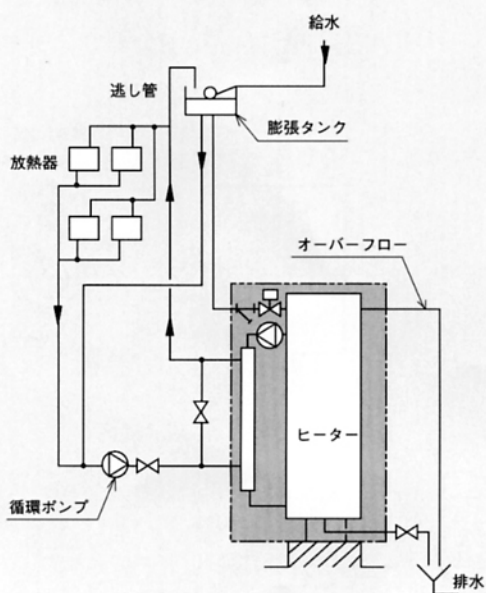 給水
逃し管
膨張タンク
放熱器
オーバーフロー
ヒーター
循環ポンプ
排水